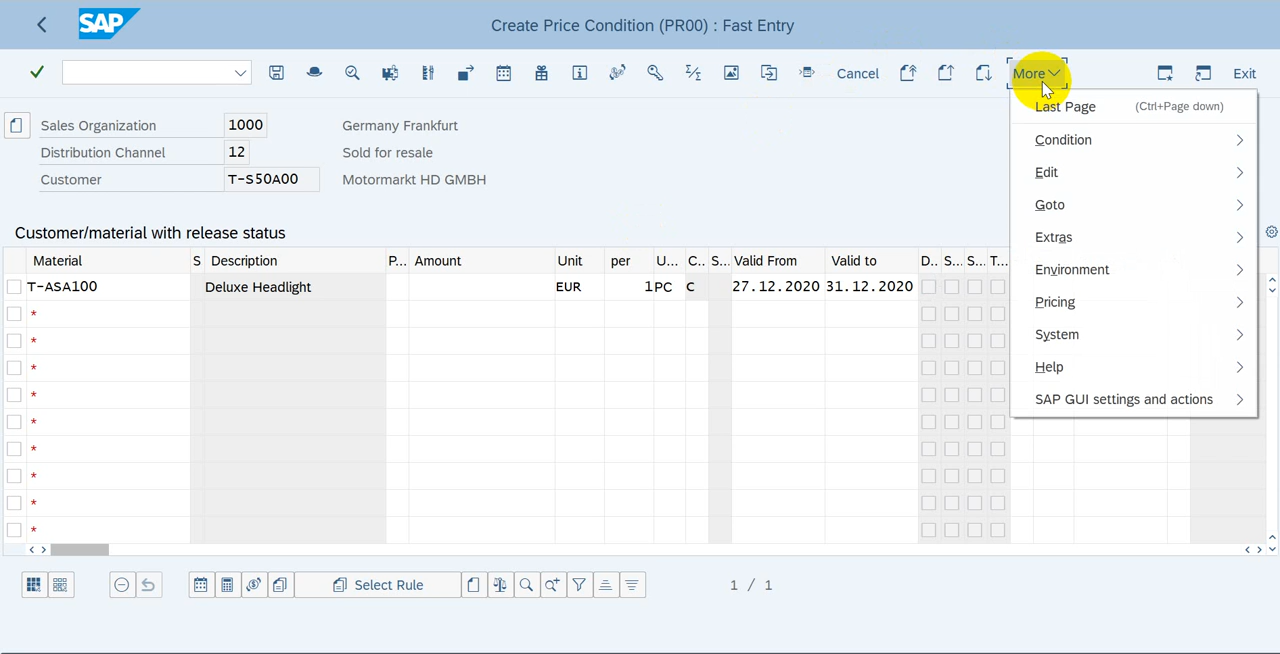 SAP
Create Price Condition (PR00) : Fast Entry
Cancel
More
Exit
Last Page (Ctrl+Page down)
Condition
Edit
Goto
Extras
Environment
Pricing
System
Help
SAP GUI settings and actions
Sales Organization 1000 Germany Frankfurt
Distribution Channel 12 Sold for resale
Customer T-S50A00 Motormarkt HD GMBH
Customer/material with release status
Material S Description P... Amount Unit per U... C.. S... Valid From Valid to D.. S... S... T...
T-ASA100 Deluxe Headlight EUR 1 PC C 27.12.2020 31.12.2020
*
*
*
*
*
*
*
*
*
Select Rule
1 / 1